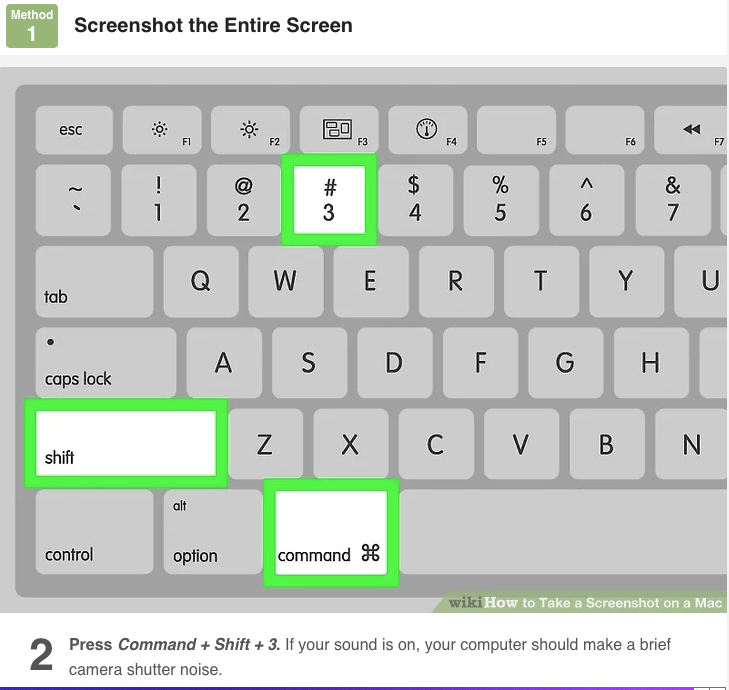 Method
1
Screenshot the Entire Screen
esc
F1
F2
F3
F4
F5
F6
F7
~
`
!
1
@
2
#
3
$
4
%
5
^
6
&
7
tab
Q
W
E
R
T
Y
U
caps lock
A
S
D
F
G
H
shift
Z
X
C
V
B
N
control
alt
option
command ⌘
wikiHow to Take a Screenshot on a Mac
2
Press Command + Shift + 3. If your sound is on, your computer should make a brief
camera shutter noise.